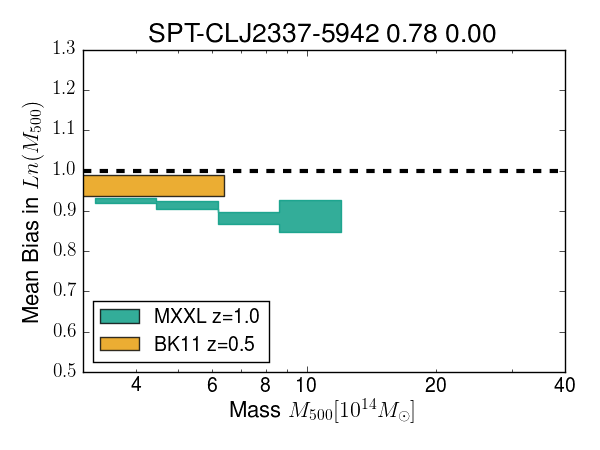 SPT-CLJ2337-5942 0.78 0.00
1.3
1.2
1.1
1.0
0.9
0.8
0.7
0.6
0.5
Mean Bias in Ln(M500)
MXXL z=1.0
BK11 z=0.5
4 6 8 10 20 40
Mass M500[10^14 M⊙]